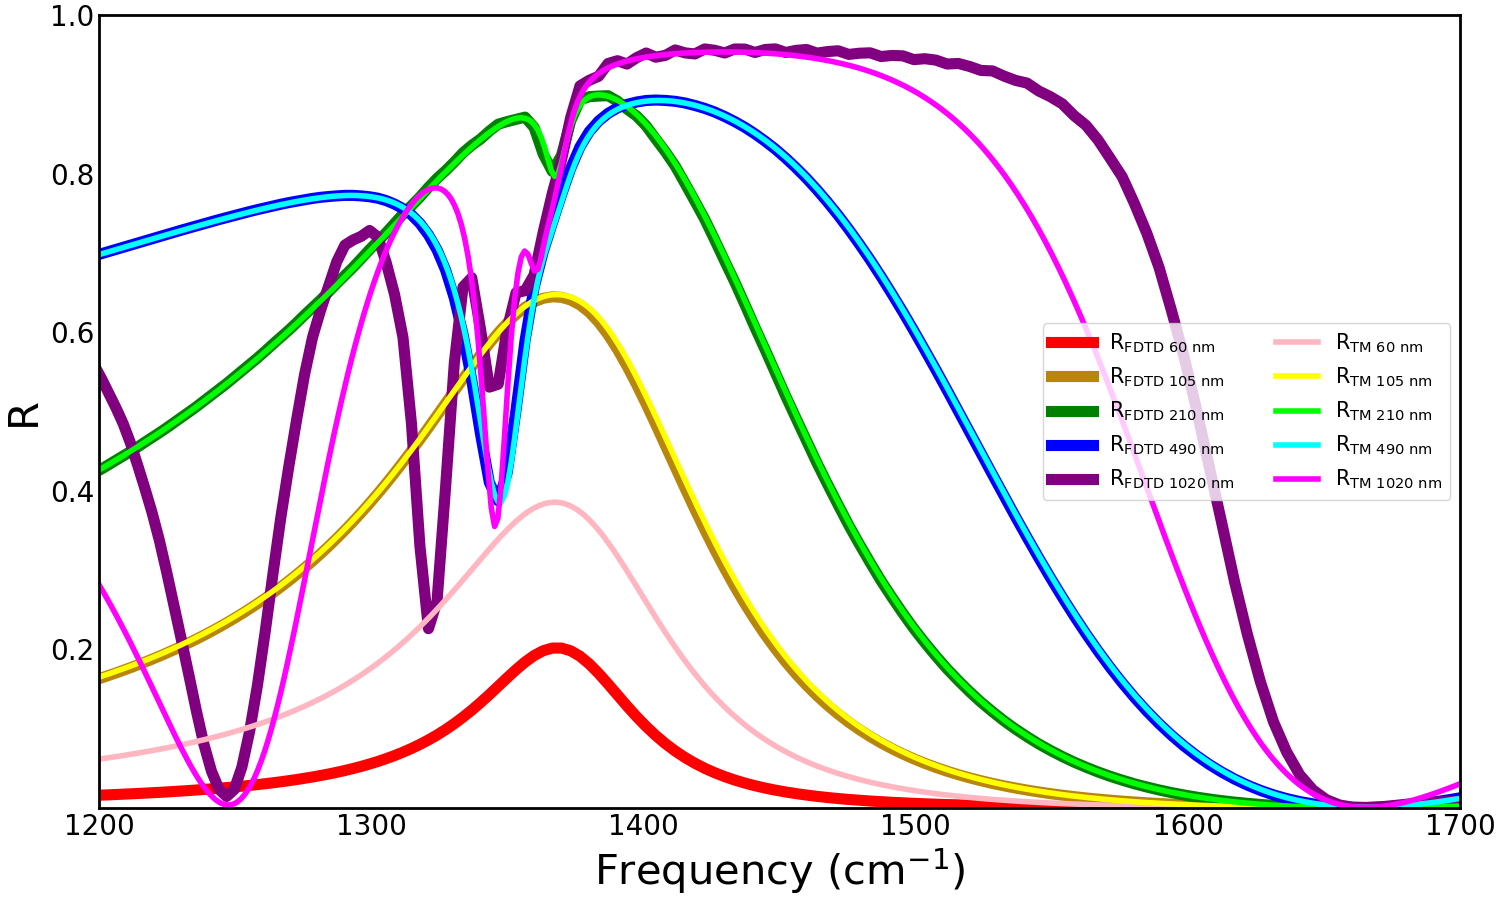 1.0
0.8
0.6
0.4
0.2
R
1200 1300 1400 1500 1600 1700
Frequency (cm⁻¹)
R_FDTD 60 nm R_TM 60 nm
R_FDTD 105 nm R_TM 105 nm
R_FDTD 210 nm R_TM 210 nm
R_FDTD 490 nm R_TM 490 nm
R_FDTD 1020 nm R_TM 1020 nm